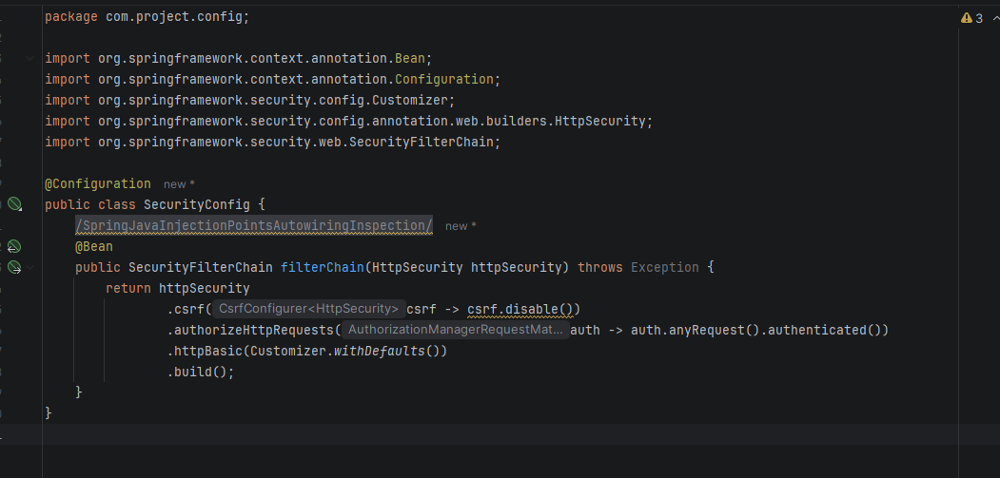 package com.project.config;
3
import org.springframework.context.annotation.Bean;
import org.springframework.context.annotation.Configuration;
import org.springframework.security.config.Customizer;
import org.springframework.security.config.annotation.web.builders.HttpSecurity;
import org.springframework.security.web.SecurityFilterChain;
@Configuration new *
public class SecurityConfig {
/SpringJavaInjectionPointsAutowiringInspection/ new *
@Bean
public SecurityFilterChain filterChain(HttpSecurity httpSecurity) throws Exception {
return httpSecurity
.csrf( CsrfConfigurer<HttpSecurity> csrf -> csrf.disable())
.authorizeHttpRequests( AuthorizationManagerRequestMat... auth -> auth.anyRequest().authenticated())
.httpBasic(Customizer.withDefaults())
.build();
}
}